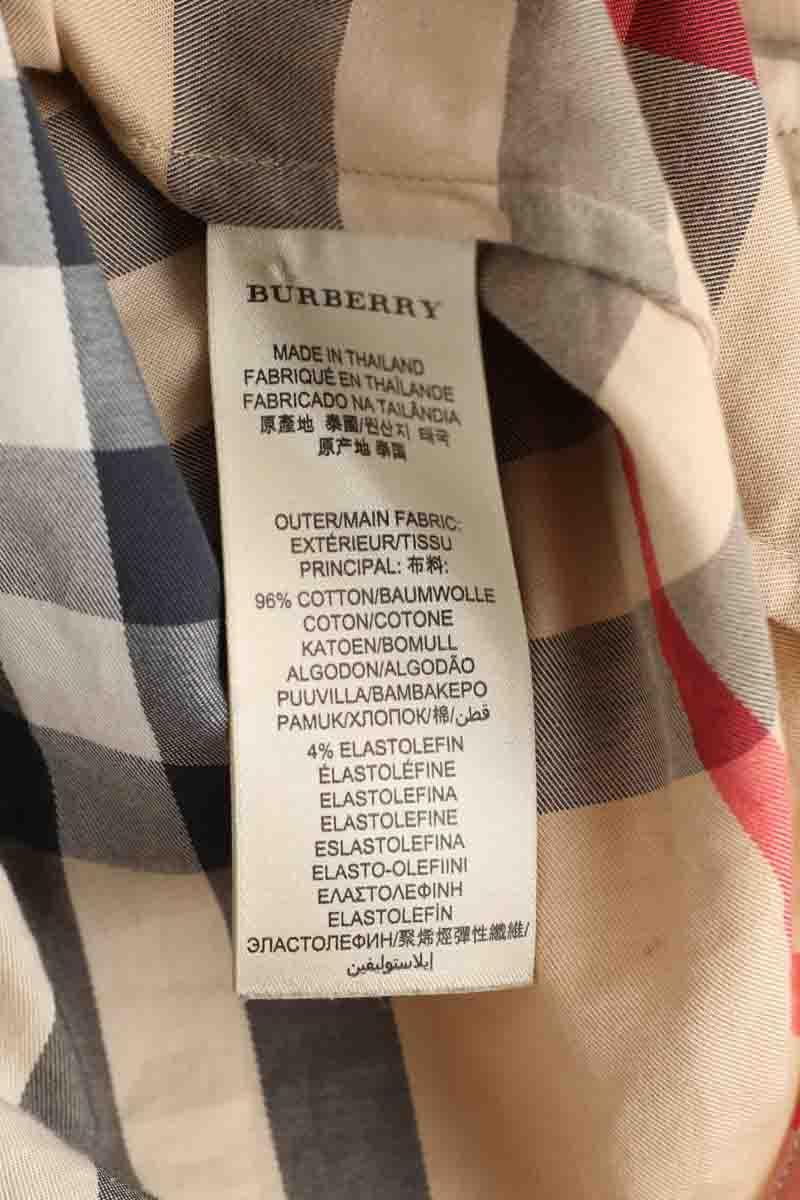 BURBERRY
MADE IN THAILAND
FABRIQUÉ EN THAÏLANDE
FABRICADO NA TAILÂNDIA
原產地 泰國/원산지 태국
原产地 泰国
OUTER/MAIN FABRIC:
EXTÉRIEUR/TISSU
PRINCIPAL: 布料:
96% COTTON/BAUMWOLLE
COTON/COTONE
KATOEN/BOMULL
ALGODON/ALGODÃO
PUUVILLA/ΒΑΜΒΑΚΕΡΟ
PAMUK/ХЛОПОК/棉/قطن
4% ELASTOLEFIN
ÉLASTOLÉFINE
ELASTOLEFINA
ELASTOLEFINE
ESLASTOLEFINA
ELASTO-OLEFIINI
ΕΛΑΣΤΟΛΕΦΙΝΗ
ELASTOLEFİN
ЭЛАСТОЛЕФИН/聚烯烴彈性纖維/
إيلاستوليفين